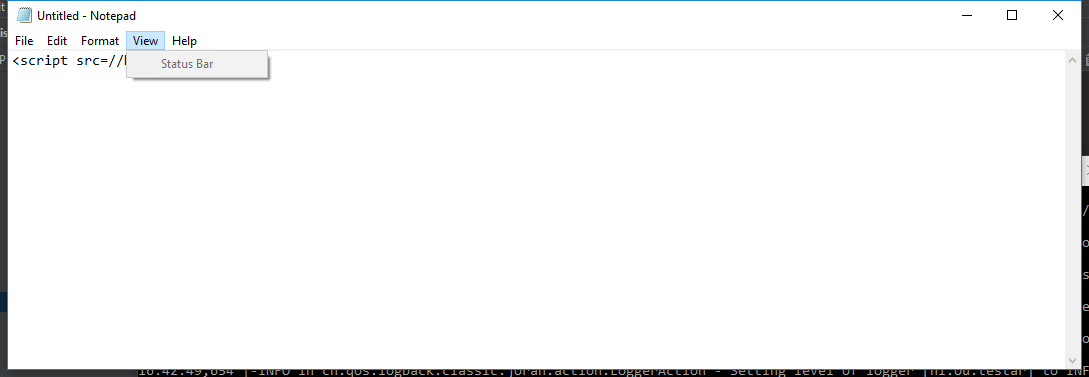 Untitled - Notepad
File Edit Format View Help
<script src=//
Status Bar
16:42:49,654 |-INFO in ch.qos.logback.classic.joran.action.LoggerAction - Setting level of logger [nl.ou.testar] to INF